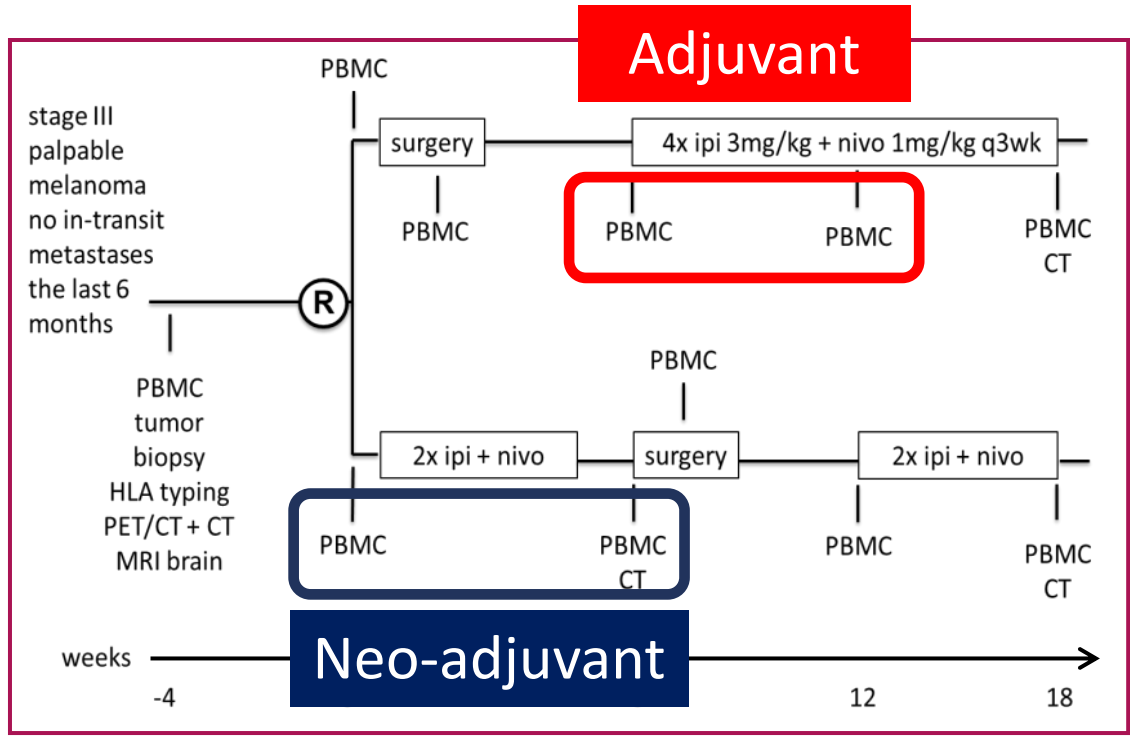 Adjuvant
PBMC
stage III
palpable
melanoma
no in-transit
metastases
the last 6
months
surgery
4x ipi 3mg/kg + nivo 1mg/kg q3wk
PBMC
PBMC
PBMC
PBMC
CT
R
PBMC
tumor
biopsy
HLA typing
PET/CT + CT
MRI brain
PBMC
2x ipi + nivo
surgery
2x ipi + nivo
PBMC
PBMC
CT
PBMC
PBMC
CT
Neo-adjuvant
weeks
-4
12
18